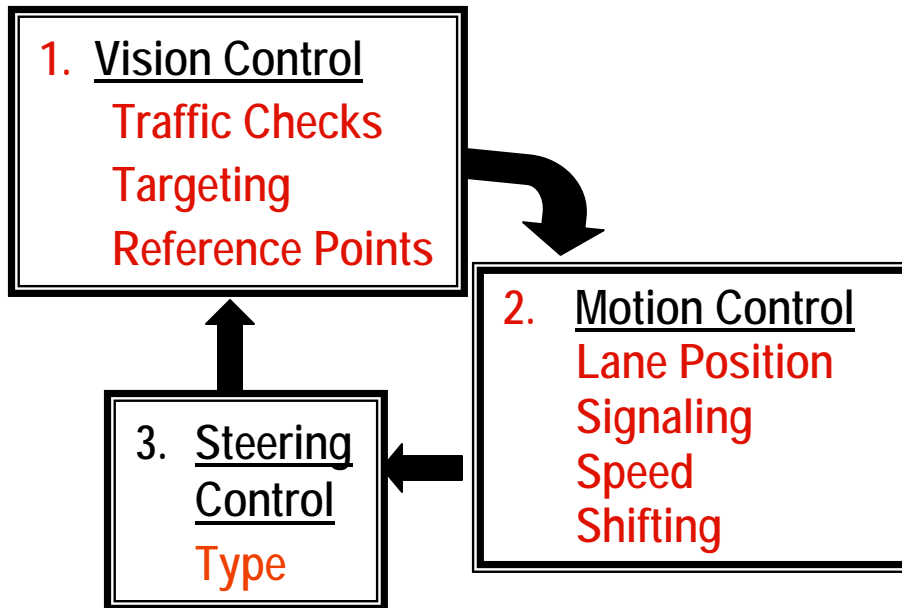 1. Vision Control
Traffic Checks
Targeting
Reference Points
2. Motion Control
Lane Position
Signaling
Speed
Shifting
3. Steering
Control
Type